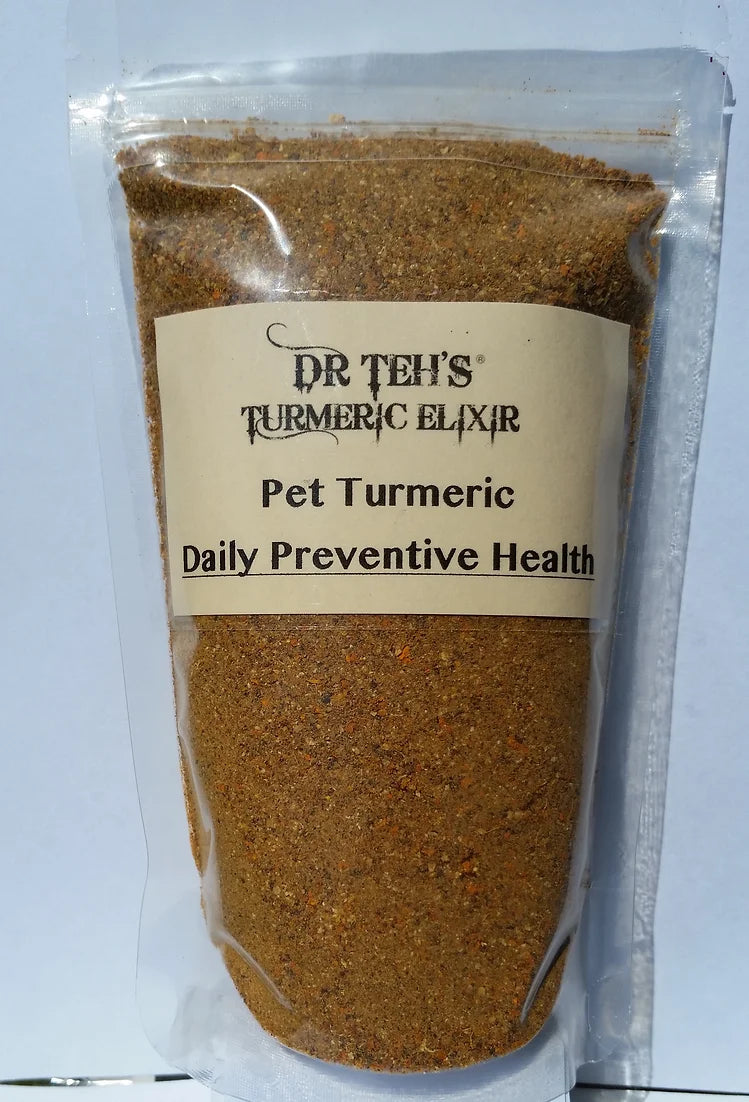 DR TEH'S®
TURMERIC ELIXIR
Pet Turmeric
Daily Preventive Health